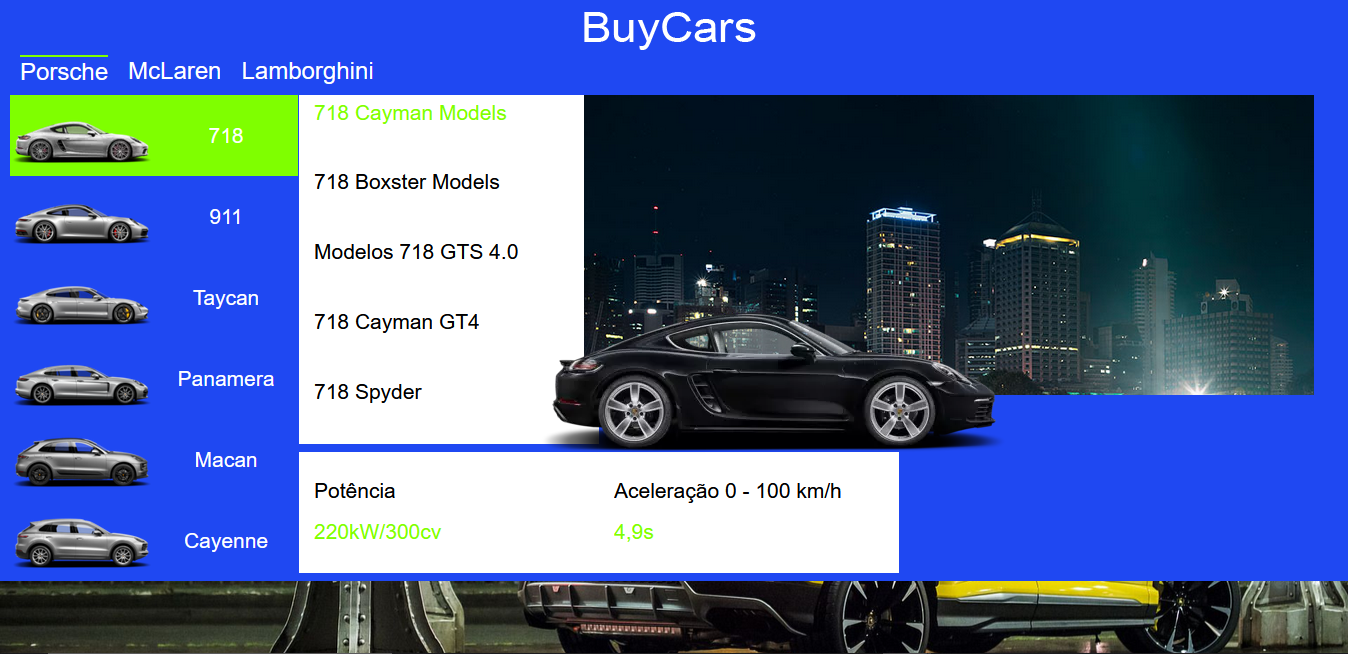 BuyCars
Porsche McLaren Lamborghini
718
911
Taycan
Panamera
Macan
Cayenne
718 Cayman Models
718 Boxster Models
Modelos 718 GTS 4.0
718 Cayman GT4
718 Spyder
Potência
220kW/300cv
Aceleração 0 - 100 km/h
4,9s